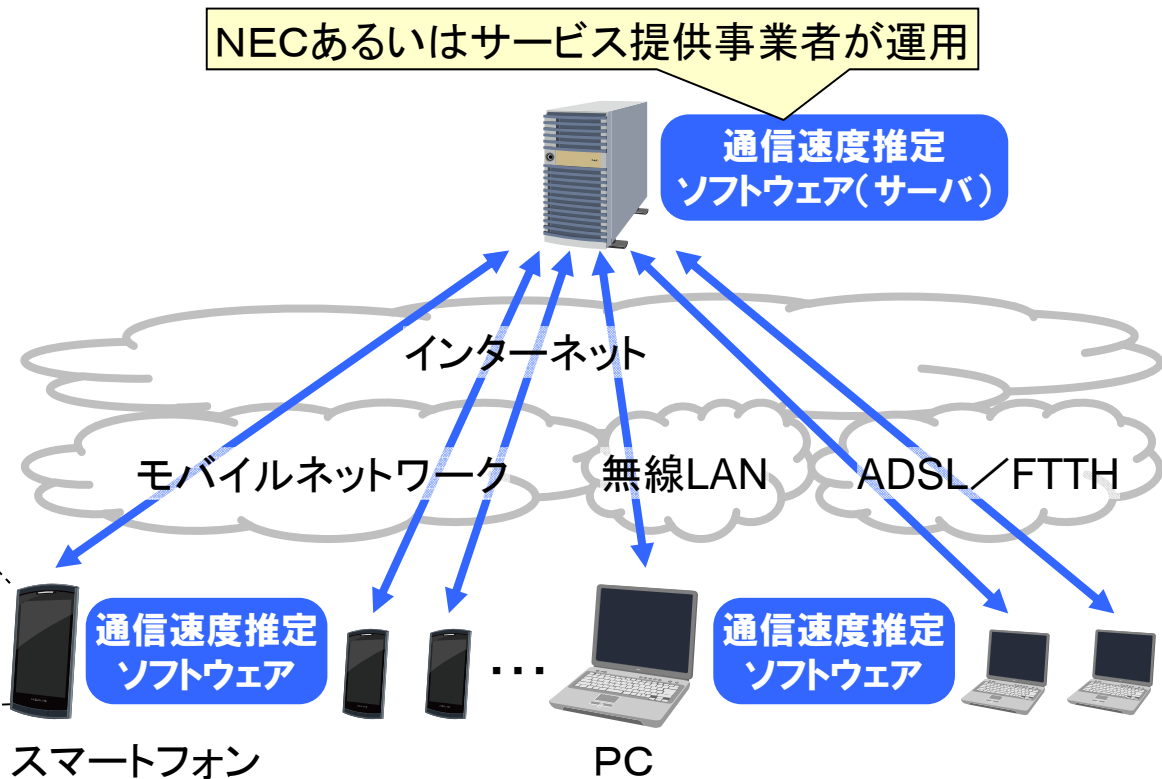 NECあるいはサービス提供事業者が運用
通信速度推定
ソフトウェア(サーバ)
インターネット
モバイルネットワーク
無線LAN
ADSL/FTTH
通信速度推定
ソフトウェア
…
通信速度推定
ソフトウェア
スマートフォン
PC